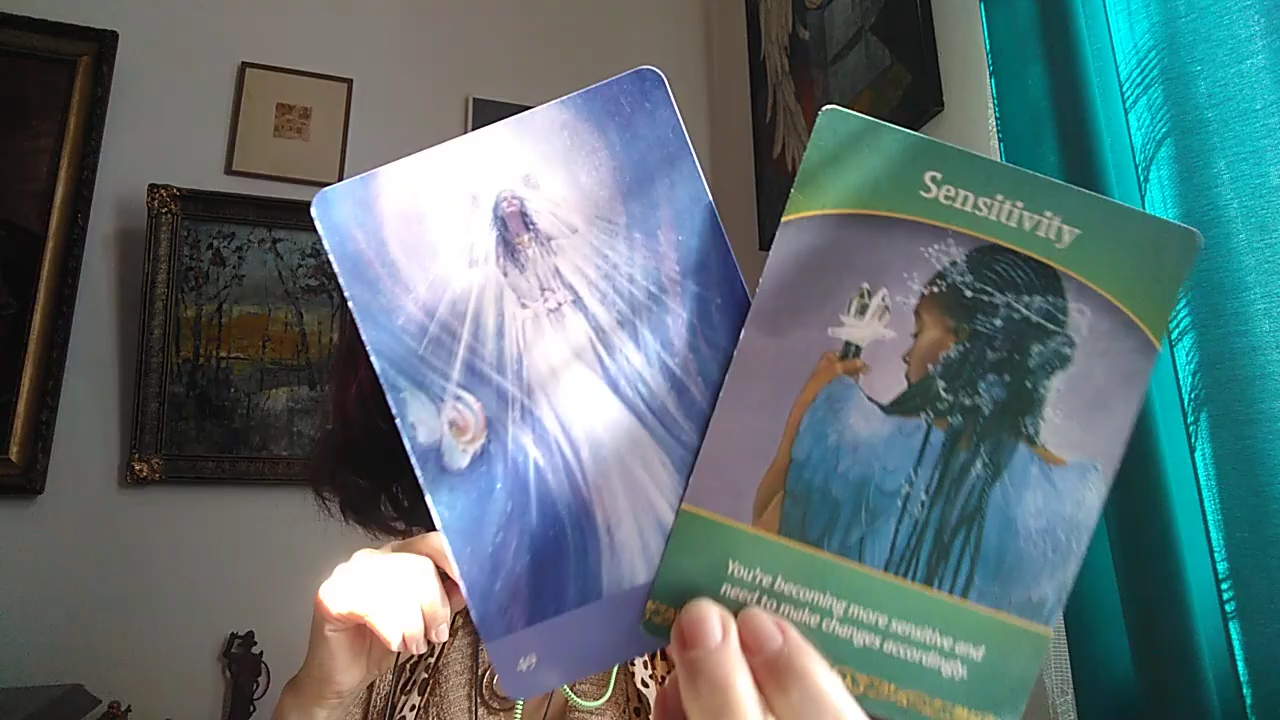 Sensitivity
You're becoming more sensitive and
need to make changes accordingly.